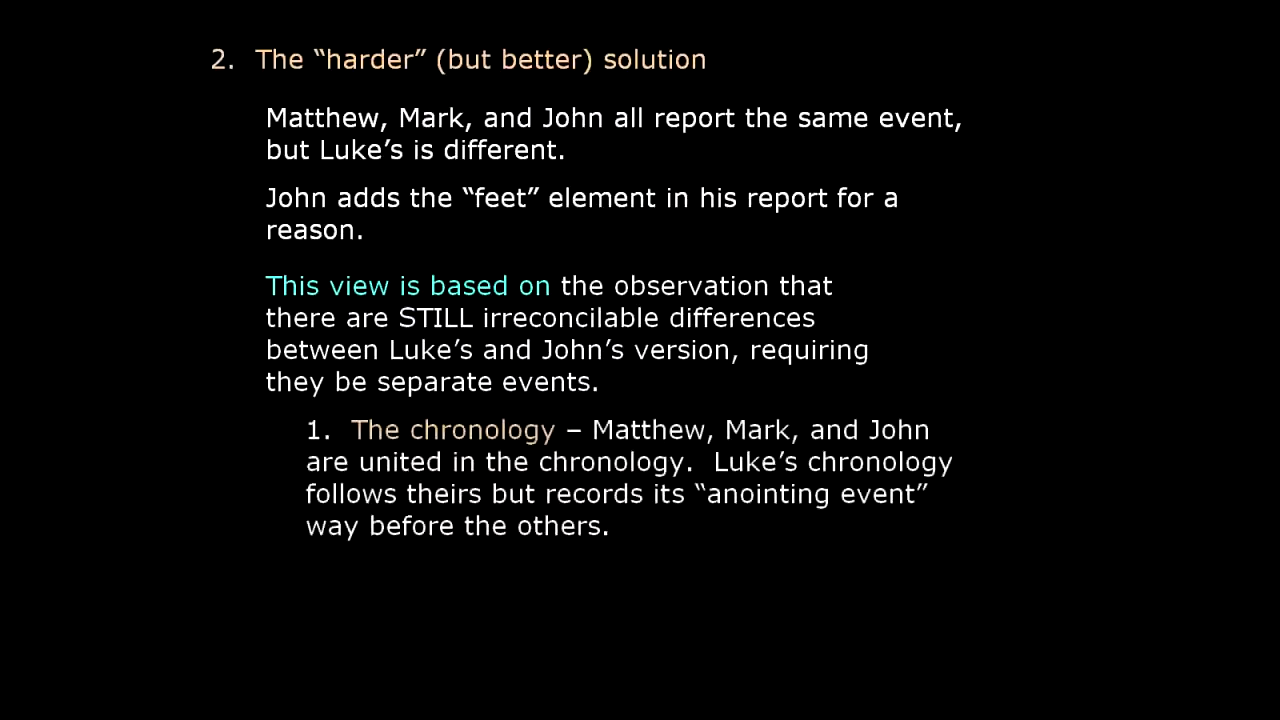 2. The “harder” (but better) solution
Matthew, Mark, and John all report the same event,
but Luke’s is different.
John adds the “feet” element in his report for a
reason.
This view is based on the observation that
there are STILL irreconcilable differences
between Luke’s and John’s version, requiring
they be separate events.
1. The chronology – Matthew, Mark, and John
are united in the chronology. Luke’s chronology
follows theirs but records its “anointing event”
way before the others.